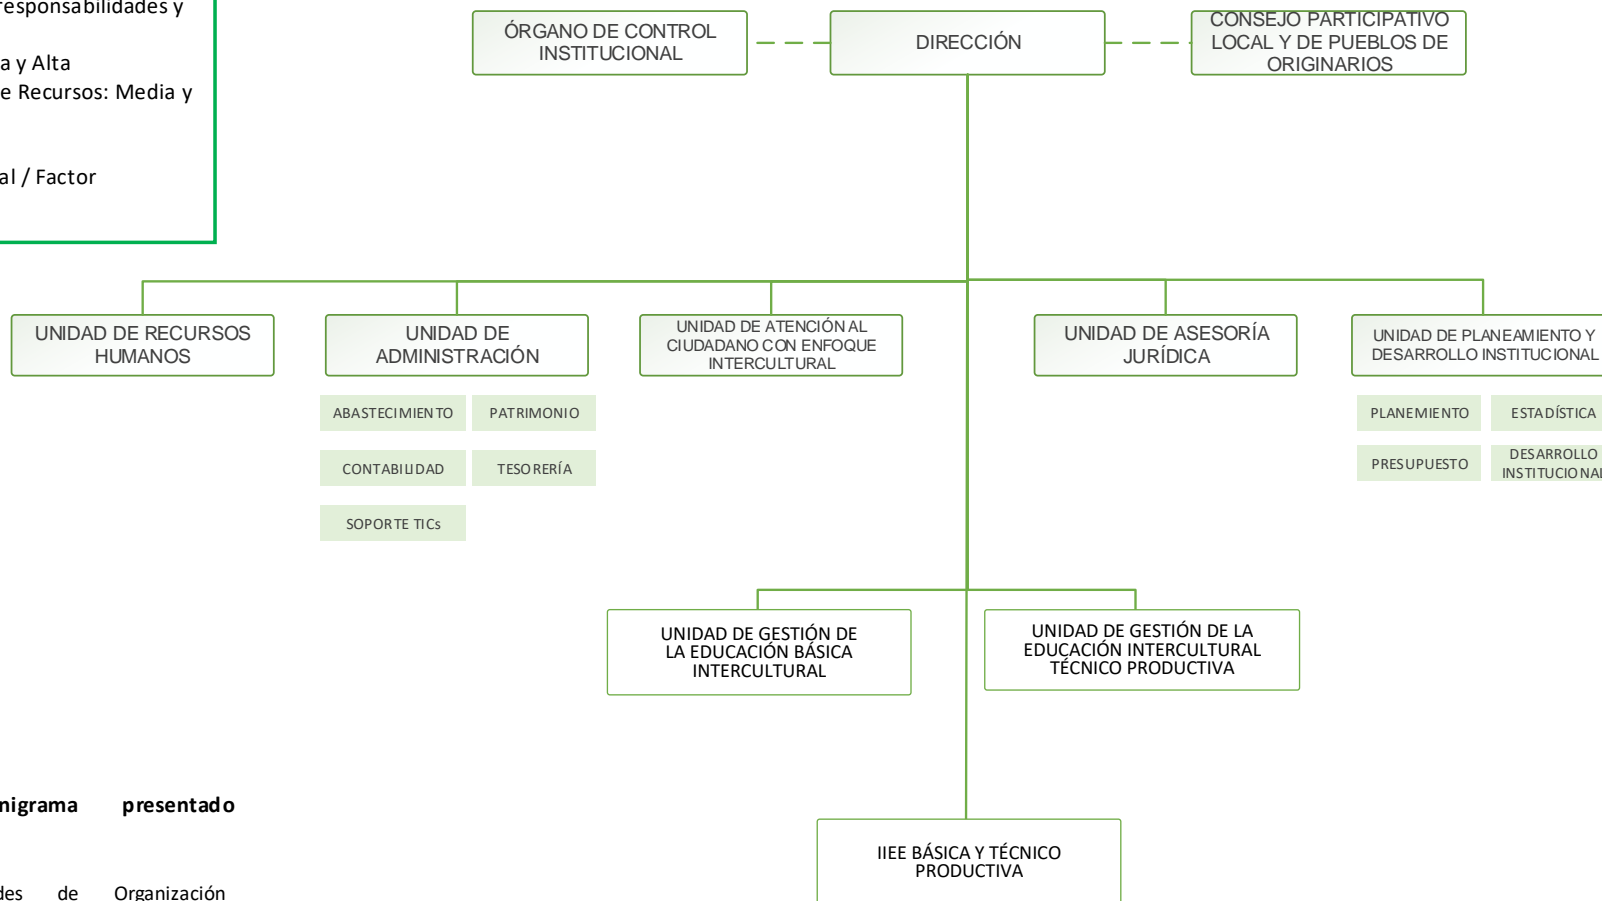 responsabilidades y
a y Alta
e Recursos: Media y
al / Factor
ÓRGANO DE CONTROL
INSTITUCIONAL
DIRECCIÓN
CONSEJO PARTICIPATIVO
LOCAL Y DE PUEBLOS DE
ORIGINARIOS
UNIDAD DE RECURSOS
HUMANOS
UNIDAD DE
ADMINISTRACIÓN
UNIDAD DE ATENCIÓN AL
CIUDADANO CON ENFOQUE
INTERCULTURAL
UNIDAD DE ASESORÍA
JURÍDICA
UNIDAD DE PLANEAMIENTO Y
DESARROLLO INSTITUCIONAL
ABASTECIMIENTO
PATRIMONIO
CONTABILIDAD
TESORERÍA
SOPORTE TICs
PLANEMIENTO
ESTADÍSTICA
PRESUPUESTO
DESARROLLO
INSTITUCIONAL
UNIDAD DE GESTIÓN DE
LA EDUCACIÓN BÁSICA
INTERCULTURAL
UNIDAD DE GESTIÓN DE LA
EDUCACIÓN INTERCULTURAL
TÉCNICO PRODUCTIVA
IIEE BÁSICA Y TÉCNICO
PRODUCTIVA
nigrama presentado
des de Organización